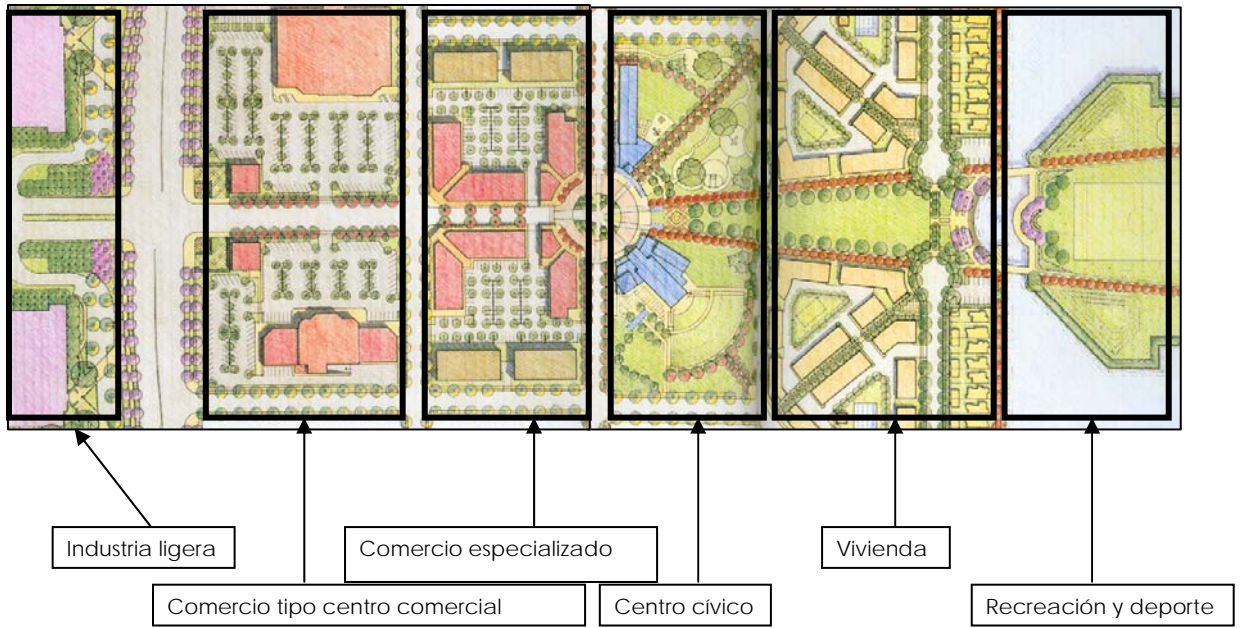 Industria ligera
Comercio especializado
Vivienda
Comercio tipo centro comercial
Centro cívico
Recreación y deporte